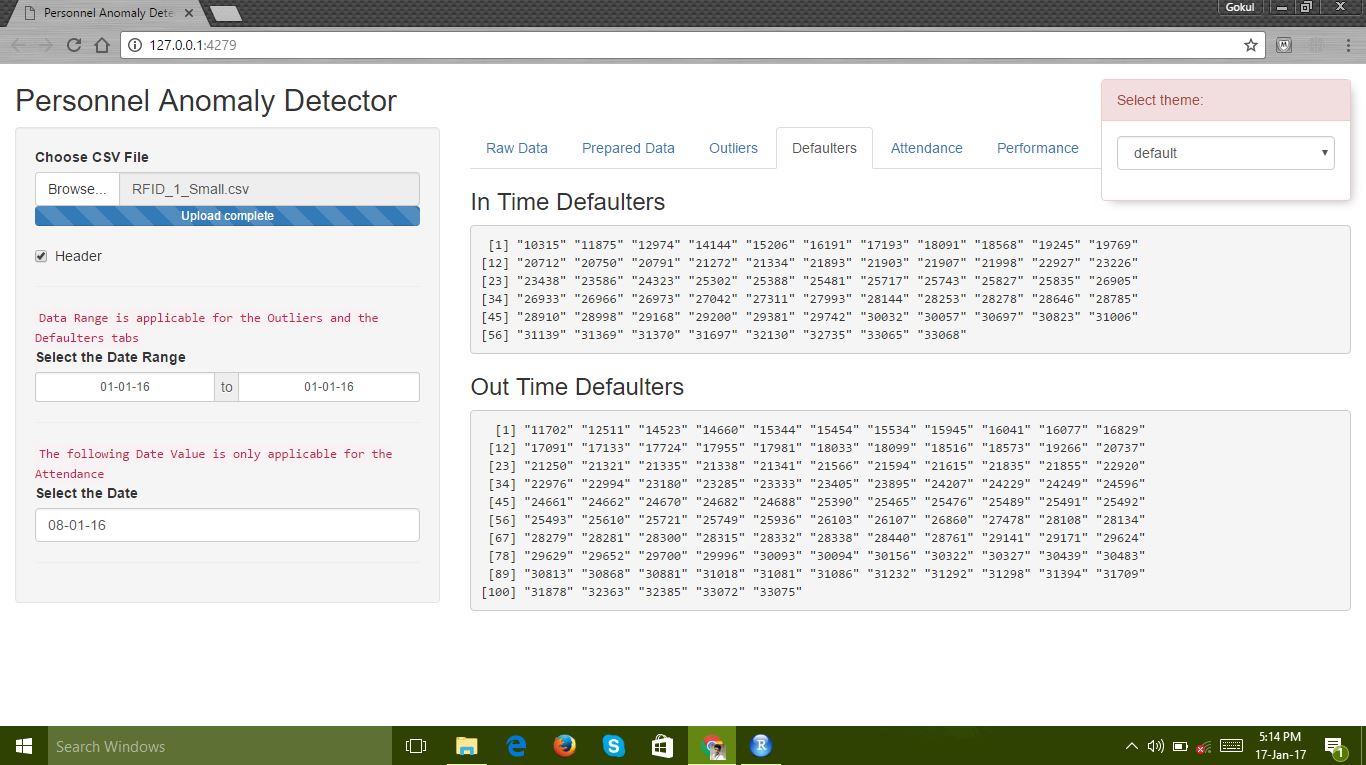 Personnel Anomaly Dete
Gokul
127.0.0.1:4279
Personnel Anomaly Detector
Select theme:
default
Choose CSV File
Browse...
RFID_1_Small.csv
Upload complete
Header
Data Range is applicable for the Outliers and the
Defaulters tabs
Select the Date Range
01-01-16 to 01-01-16
The following Date Value is only applicable for the
Attendance
Select the Date
08-01-16
Raw Data Prepared Data Outliers Defaulters Attendance Performance
In Time Defaulters
[1] "10315" "11875" "12974" "14144" "15206" "16191" "17193" "18091" "18568" "19245" "19769"
[12] "20712" "20750" "20791" "21272" "21334" "21893" "21903" "21907" "21998" "22927" "23226"
[23] "23438" "23586" "24323" "25302" "25388" "25481" "25717" "25743" "25827" "25835" "26905"
[34] "26933" "26966" "26973" "27042" "27311" "27993" "28144" "28253" "28278" "28646" "28785"
[45] "28910" "28998" "29168" "29200" "29381" "29742" "30032" "30057" "30697" "30823" "31006"
[56] "31139" "31369" "31370" "31697" "32130" "32735" "33065" "33068"
Out Time Defaulters
[1] "11702" "12511" "14523" "14660" "15344" "15454" "15534" "15945" "16041" "16077" "16829"
[12] "17091" "17133" "17724" "17955" "17981" "18033" "18099" "18516" "18573" "19266" "20737"
[23] "21250" "21321" "21335" "21338" "21341" "21566" "21594" "21615" "21835" "21855" "22920"
[34] "22976" "22994" "23180" "23285" "23333" "23405" "23895" "24207" "24229" "24249" "24596"
[45] "24661" "24662" "24670" "24682" "24688" "25390" "25465" "25476" "25489" "25491" "25492"
[56] "25493" "25610" "25721" "25749" "25936" "26103" "26107" "26860" "27478" "28108" "28134"
[67] "28279" "28281" "28300" "28315" "28332" "28338" "28440" "28761" "29141" "29171" "29624"
[78] "29629" "29652" "29700" "29996" "30093" "30094" "30156" "30322" "30327" "30439" "30483"
[89] "30813" "30868" "30881" "31018" "31081" "31086" "31232" "31292" "31298" "31394" "31709"
[100] "31878" "32363" "32385" "33072" "33075"
Search Windows
5:14 PM
17-Jan-17
1